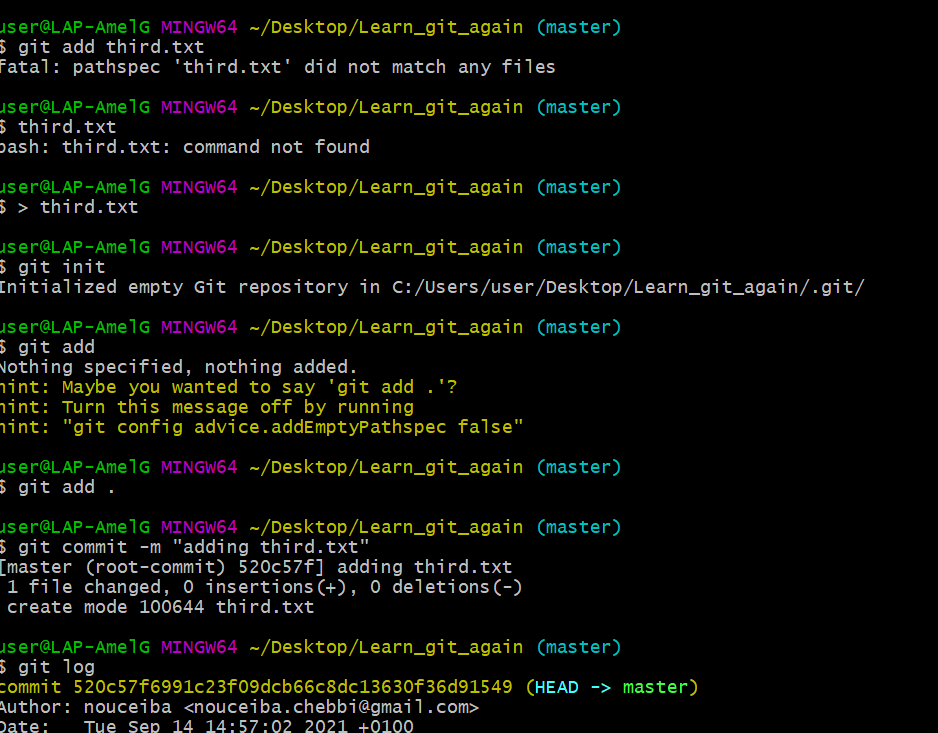 user@LAP-AmelG MINGW64 ~/Desktop/Learn_git_again (master)
$ git add third.txt
fatal: pathspec 'third.txt' did not match any files
user@LAP-AmelG MINGW64 ~/Desktop/Learn_git_again (master)
$ third.txt
bash: third.txt: command not found
user@LAP-AmelG MINGW64 ~/Desktop/Learn_git_again (master)
$ > third.txt
user@LAP-AmelG MINGW64 ~/Desktop/Learn_git_again (master)
$ git init
Initialized empty Git repository in C:/Users/user/Desktop/Learn_git_again/.git/
user@LAP-AmelG MINGW64 ~/Desktop/Learn_git_again (master)
$ git add
Nothing specified, nothing added.
hint: Maybe you wanted to say 'git add .'?
hint: Turn this message off by running
hint: "git config advice.addEmptyPathspec false"
user@LAP-AmelG MINGW64 ~/Desktop/Learn_git_again (master)
$ git add .
user@LAP-AmelG MINGW64 ~/Desktop/Learn_git_again (master)
$ git commit -m "adding third.txt"
[master (root-commit) 520c57f] adding third.txt
1 file changed, 0 insertions(+), 0 deletions(-)
create mode 100644 third.txt
user@LAP-AmelG MINGW64 ~/Desktop/Learn_git_again (master)
$ git log
commit 520c57f6991c23f09dcb66c8dc13630f36d91549 (HEAD -> master)
Author: nouceiba <nouceiba.chebbi@gmail.com>
Date:   Tue Sep 14 14:57:02 2021 +0100